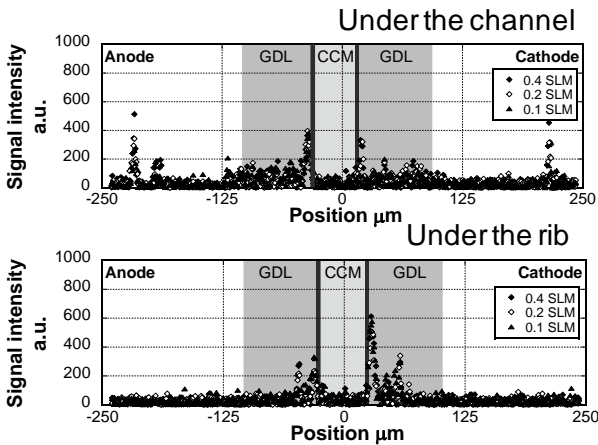 Under the channel
Signal intensity
a.u.
1000
800
600
400
200
0
Anode
GDL
CCM
GDL
Cathode
0.4 SLM
0.2 SLM
0.1 SLM
-250
-125
0
125
250
Position μm
Under the rib
Signal intensity
a.u.
1000
800
600
400
200
0
Anode
GDL
CCM
GDL
Cathode
0.4 SLM
0.2 SLM
0.1 SLM
-250
-125
0
125
250
Position μm